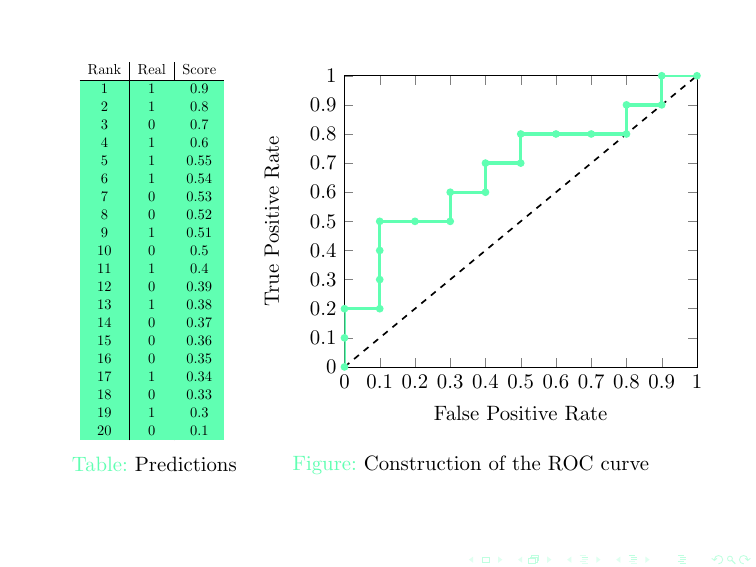 Rank Real Score
1 1 0.9
2 1 0.8
3 0 0.7
4 1 0.6
5 1 0.55
6 1 0.54
7 0 0.53
8 0 0.52
9 1 0.51
10 0 0.5
11 1 0.4
12 0 0.39
13 1 0.38
14 0 0.37
15 0 0.36
16 0 0.35
17 1 0.34
18 0 0.33
19 1 0.3
20 0 0.1
Table: Predictions
True Positive Rate
1
0.9
0.8
0.7
0.6
0.5
0.4
0.3
0.2
0.1
0
0 0.1 0.2 0.3 0.4 0.5 0.6 0.7 0.8 0.9 1
False Positive Rate
Figure: Construction of the ROC curve